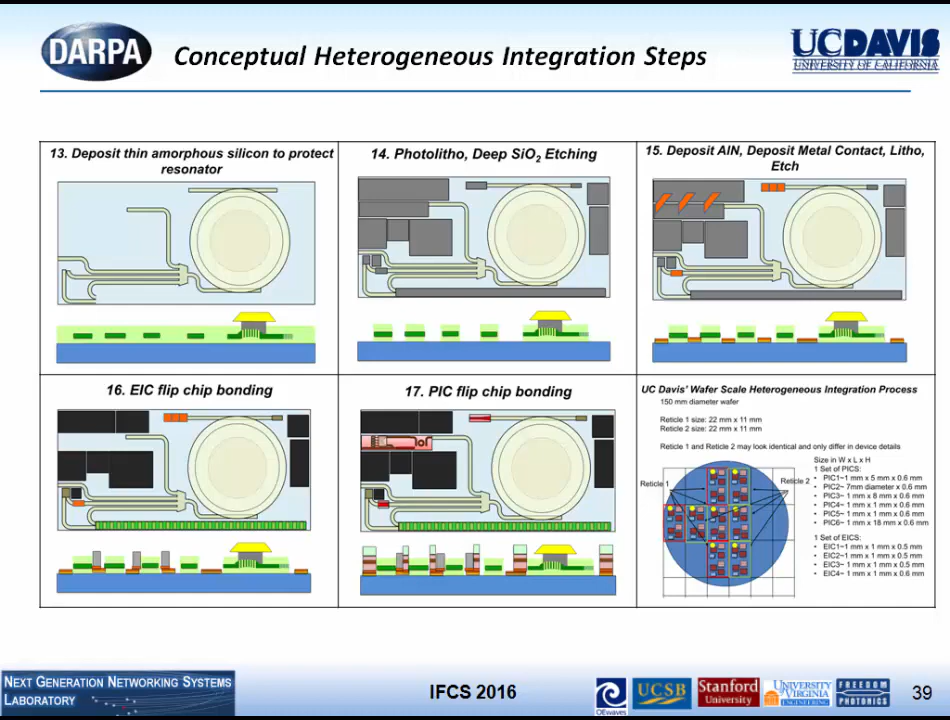 DARPA
Conceptual Heterogeneous Integration Steps
UCDAVIS
UNIVERSITY OF CALIFORNIA
13. Deposit thin amorphous silicon to protect
resonator
14. Photolitho, Deep SiO2 Etching
15. Deposit AlN, Deposit Metal Contact, Litho,
Etch
16. EIC flip chip bonding
17. PIC flip chip bonding
UC Davis' Wafer Scale Heterogeneous Integration Process
150 mm diameter wafer
Reticle 1 size: 22 mm x 11 mm
Reticle 2 size: 22 mm x 11 mm
Reticle 1 and Reticle 2 may look identical and only differ in device details
Reticle 1
Reticle 2
Size in W x L x H
1 Set of PICS:
• PIC1~1 mm x 5 mm x 0.6 mm
• PIC2~ 7mm diameter x 0.6 mm
• PIC3~ 1 mm x 8 mm x 0.6 mm
• PIC4~ 1 mm x 1 mm x 0.6 mm
• PIC5~ 1 mm x 1 mm x 0.6 mm
• PIC6~ 1 mm x 18 mm x 0.6 mm
1 Set of EICS:
• EIC1~1 mm x 1 mm x 0.5 mm
• EIC2~1 mm x 1 mm x 0.5 mm
• EIC3~ 1 mm x 1 mm x 0.5 mm
• EIC4~ 1 mm x 1 mm x 0.6 mm
NEXT GENERATION NETWORKING SYSTEMS
LABORATORY
IFCS 2016
OEwaves
UCSB
Stanford
University
UNIVERSITY
VIRGINIA
ENGINEERING
FREEDOM
PHOTONICS
39